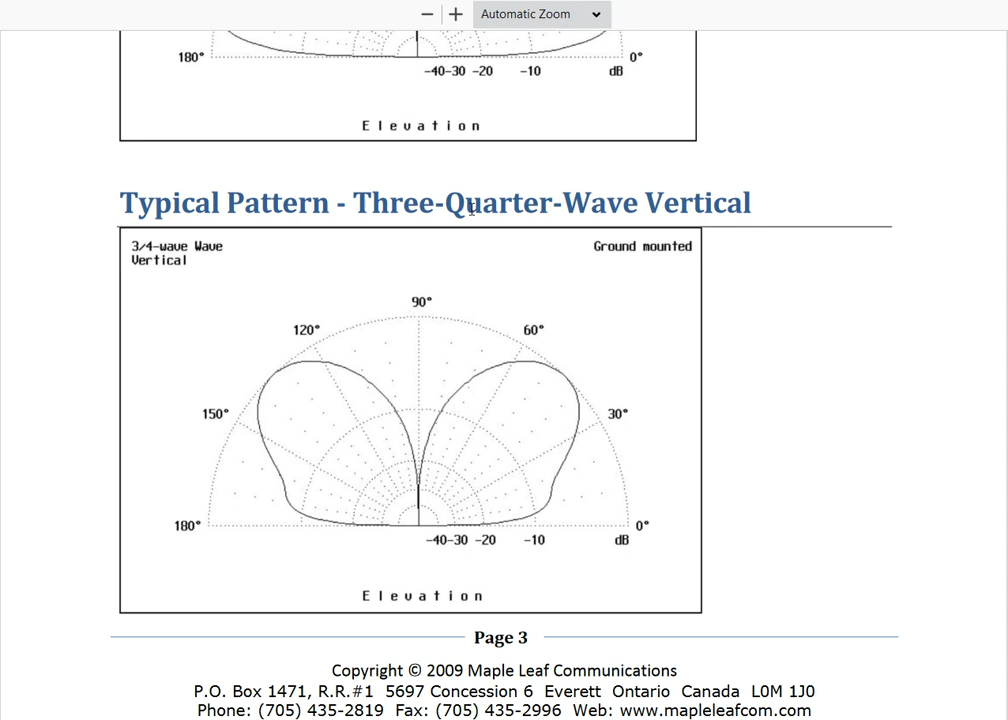 Automatic Zoom
180° 0°
-40-30 -20 -10 dB
Elevation
Typical Pattern - Three-Quarter-Wave Vertical
3/4-wave Wave Ground mounted
Vertical
90°
120° 60°
150° 30°
180° 0°
-40-30 -20 -10 dB
Elevation
Page 3
Copyright © 2009 Maple Leaf Communications
P.O. Box 1471, R.R.#1 5697 Concession 6 Everett Ontario Canada L0M 1J0
Phone: (705) 435-2819 Fax: (705) 435-2996 Web: www.mapleleafcom.com